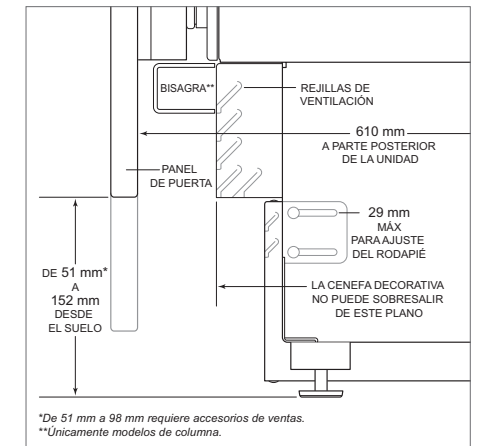 BISAGRA**
REJILLAS DE
VENTILACIÓN
610 mm
A PARTE POSTERIOR
DE LA UNIDAD
PANEL
DE PUERTA
29 mm
MÁX
PARA AJUSTE
DEL RODAPIÉ
DE 51 mm*
A
152 mm
DESDE
EL SUELO
LA CENEFA DECORATIVA
NO PUEDE SOBRESALIR
DE ESTE PLANO
*De 51 mm a 98 mm requiere accesorios de ventas.
**Únicamente modelos de columna.